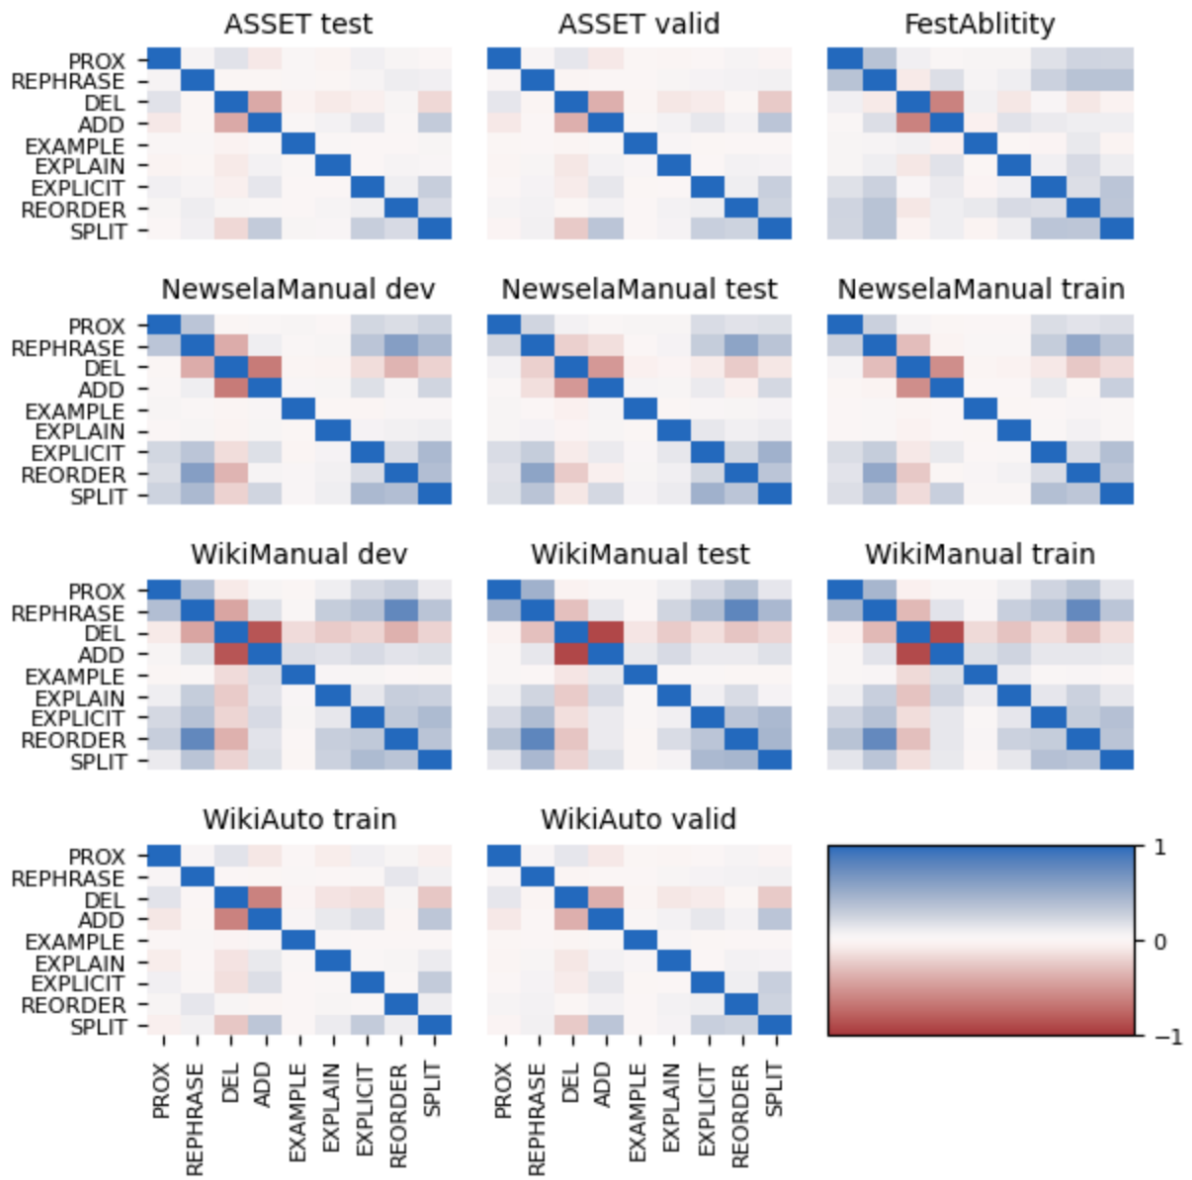 ASSET test
ASSET valid
FestAblitity
PROX
REPHRASE
DEL
ADD
EXAMPLE
EXPLAIN
EXPLICIT
REORDER
SPLIT
NewselaManual dev
NewselaManual test
NewselaManual train
PROX
REPHRASE
DEL
ADD
EXAMPLE
EXPLAIN
EXPLICIT
REORDER
SPLIT
WikiManual dev
WikiManual test
WikiManual train
PROX
REPHRASE
DEL
ADD
EXAMPLE
EXPLAIN
EXPLICIT
REORDER
SPLIT
WikiAuto train
WikiAuto valid
PROX
REPHRASE
DEL
ADD
EXAMPLE
EXPLAIN
EXPLICIT
REORDER
SPLIT
1
0
−1
PROX
REPHRASE
DEL
ADD
EXAMPLE
EXPLAIN
EXPLICIT
REORDER
SPLIT
PROX
REPHRASE
DEL
ADD
EXAMPLE
EXPLAIN
EXPLICIT
REORDER
SPLIT